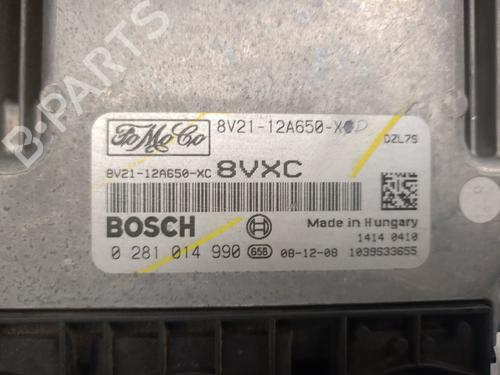 B-PARTS
FoMoCo
8V21-12A650-XCD
DZL7S
8V21-12A650-XC 8VXC
BOSCH
Made in Hungary
1414 0410
0 281 014 990 658 08-12-08 1039S33655